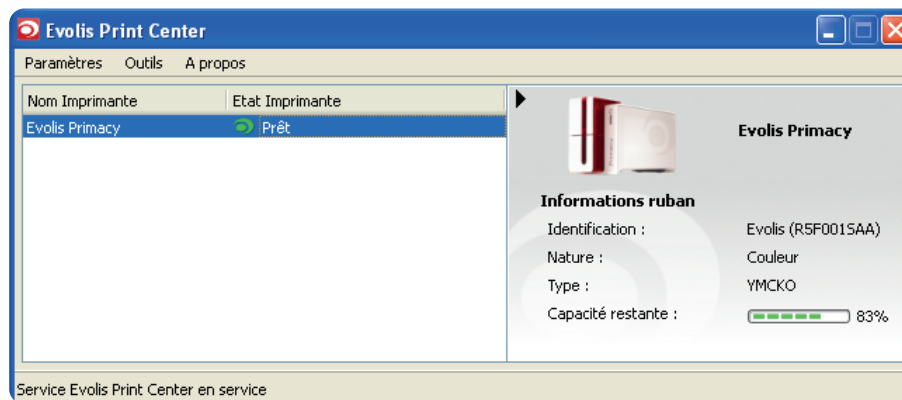 Evolis Print Center
Paramètres Outils A propos
Nom Imprimante Etat Imprimante
Evolis Primacy Prêt
Evolis Primacy
Informations ruban
Identification : Evolis (R5F001SAA)
Nature : Couleur
Type : YMCKO
Capacité restante : 83%
Service Evolis Print Center en service